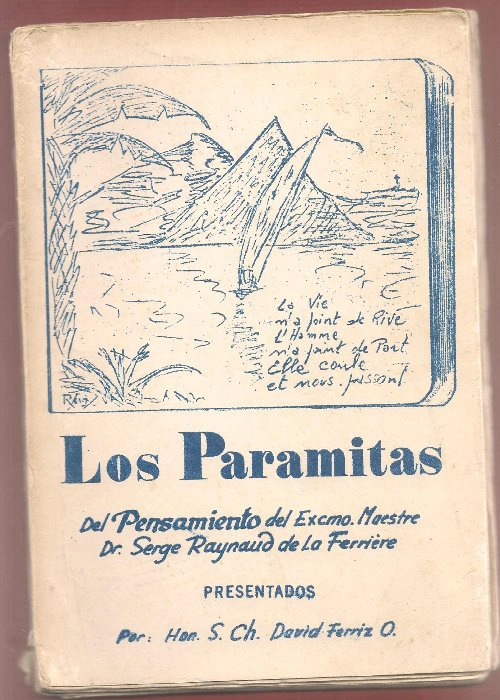 La Vie
n'a point de Rive
L'Homme
n'a point de Port
Elle coule
et nous passons!
Los Paramitas
Del Pensamiento del Excmo. Maestre
Dr. Serge Raynaud de la Ferrière
PRESENTADOS
Por: Hon. S. Ch. David Ferriz O.